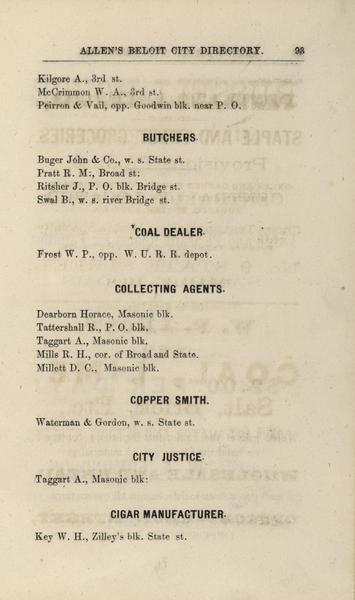 ALLEN'S BELOIT CITY DIRECTORY. 93
Kilgore A., 3rd st.
McCrimmon W. A., 3rd st.
Peirron & Vail, opp. Goodwin blk. near P. O.
BUTCHERS.
Buger John & Co., w. s. State st.
Pratt R. M:, Broad st:
Ritsher J., P. O. blk. Bridge st.
Swal B., w. s. river Bridge st.
COAL DEALER.
Frost W. P., opp. W. U. R. R. depot.
COLLECTING AGENTS.
Dearborn Horace, Masonic blk.
Tattershall R., P. O. blk.
Taggart A., Masonic blk.
Mills R. H., cor. of Broad and State.
Millett D. C., Masonic blk.
COPPER SMITH.
Waterman & Gordon, w. s. State st.
CITY JUSTICE.
Taggart A., Masonic blk:
CIGAR MANUFACTURER.
Key W. H., Zilley's blk. State st.